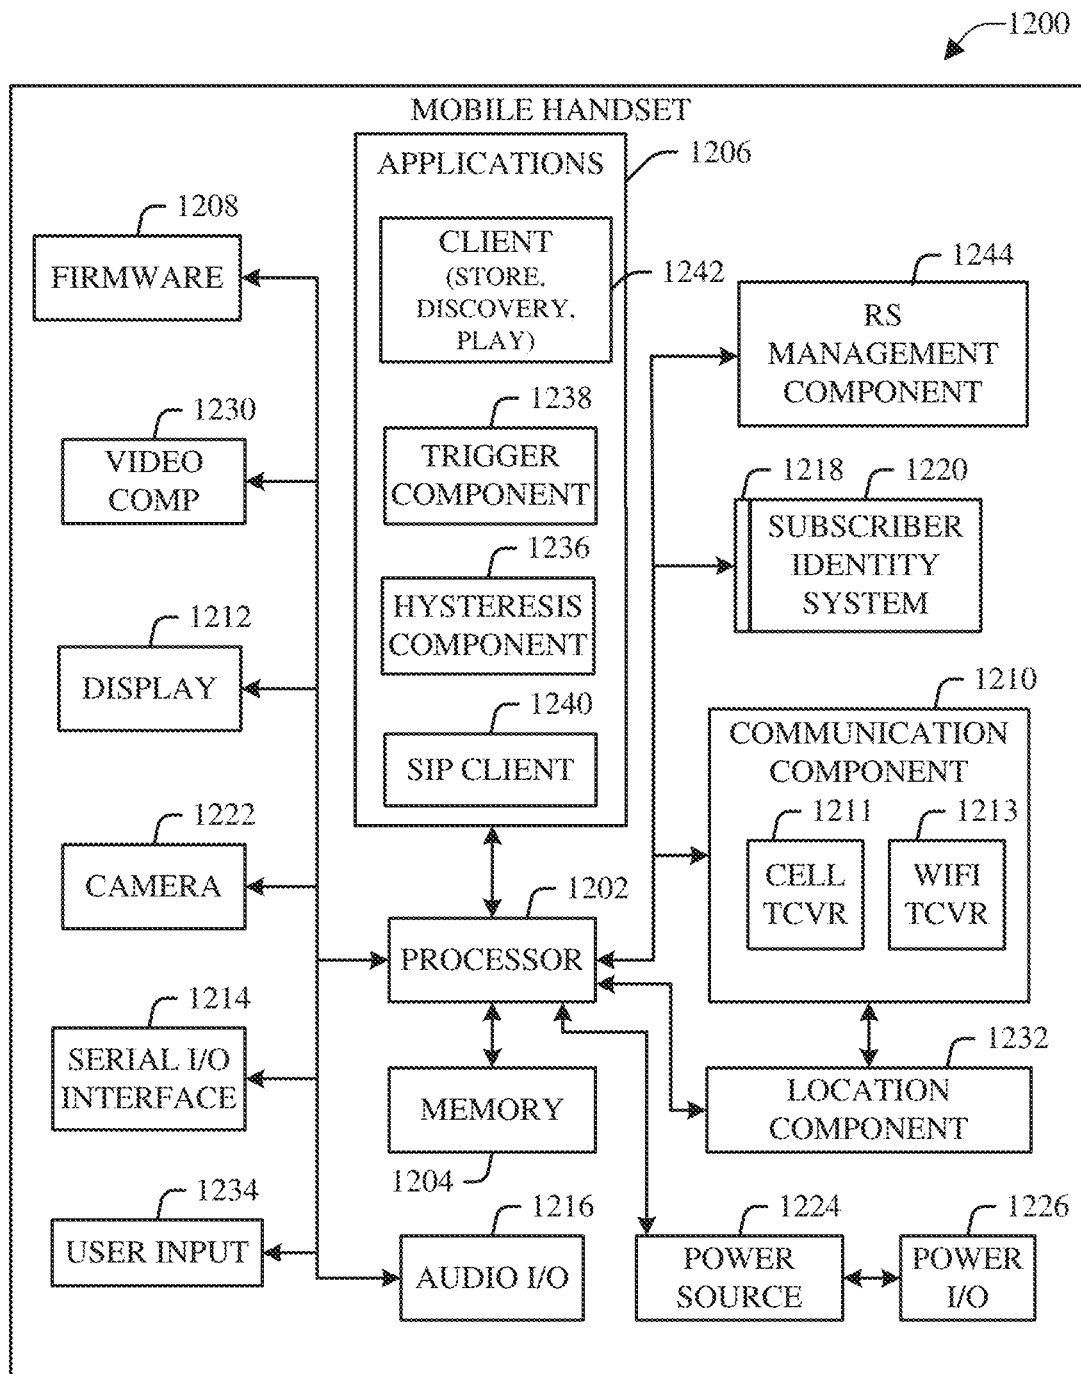 1200
MOBILE HANDSET
APPLICATIONS
1206
CLIENT
(STORE,
DISCOVERY,
PLAY)
1242
1238
TRIGGER
COMPONENT
1236
HYSTERESIS
COMPONENT
1240
SIP CLIENT
1208
FIRMWARE
1230
VIDEO
COMP
1212
DISPLAY
1222
CAMERA
1214
SERIAL I/O
INTERFACE
1234
USER INPUT
1202
PROCESSOR
MEMORY
1204
1216
AUDIO I/O
1244
RS
MANAGEMENT
COMPONENT
1218
1220
SUBSCRIBER
IDENTITY
SYSTEM
1210
COMMUNICATION
COMPONENT
1211
CELL
TCVR
1213
WIFI
TCVR
1232
LOCATION
COMPONENT
1224
POWER
SOURCE
1226
POWER
I/O